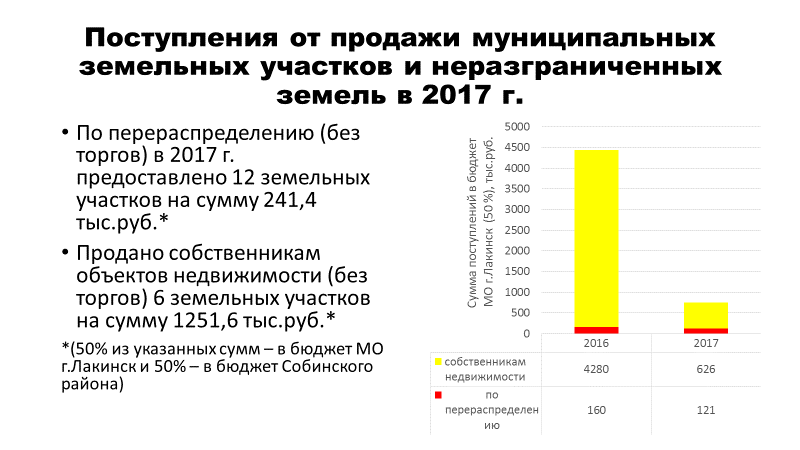 Поступления от продажи муниципальных
земельных участков и неразграниченных
земель в 2017 г.
• По перераспределению (без
торгов) в 2017 г.
предоставлено 12 земельных
участков на сумму 241,4
тыс.руб.*
• Продано собственникам
объектов недвижимости (без
торгов) 6 земельных участков
на сумму 1251,6 тыс.руб.*
*(50% из указанных сумм – в бюджет МО
г.Лакинск и 50% – в бюджет Собинского
района)
Сумма поступлений в бюджет
МО г.Лакинск (50 %), тыс.руб.
5000
4500
4000
3500
3000
2500
2000
1500
1000
500
0
2016 2017
собственникам
недвижимости
4280 626
по
перераспределен
ию
160 121